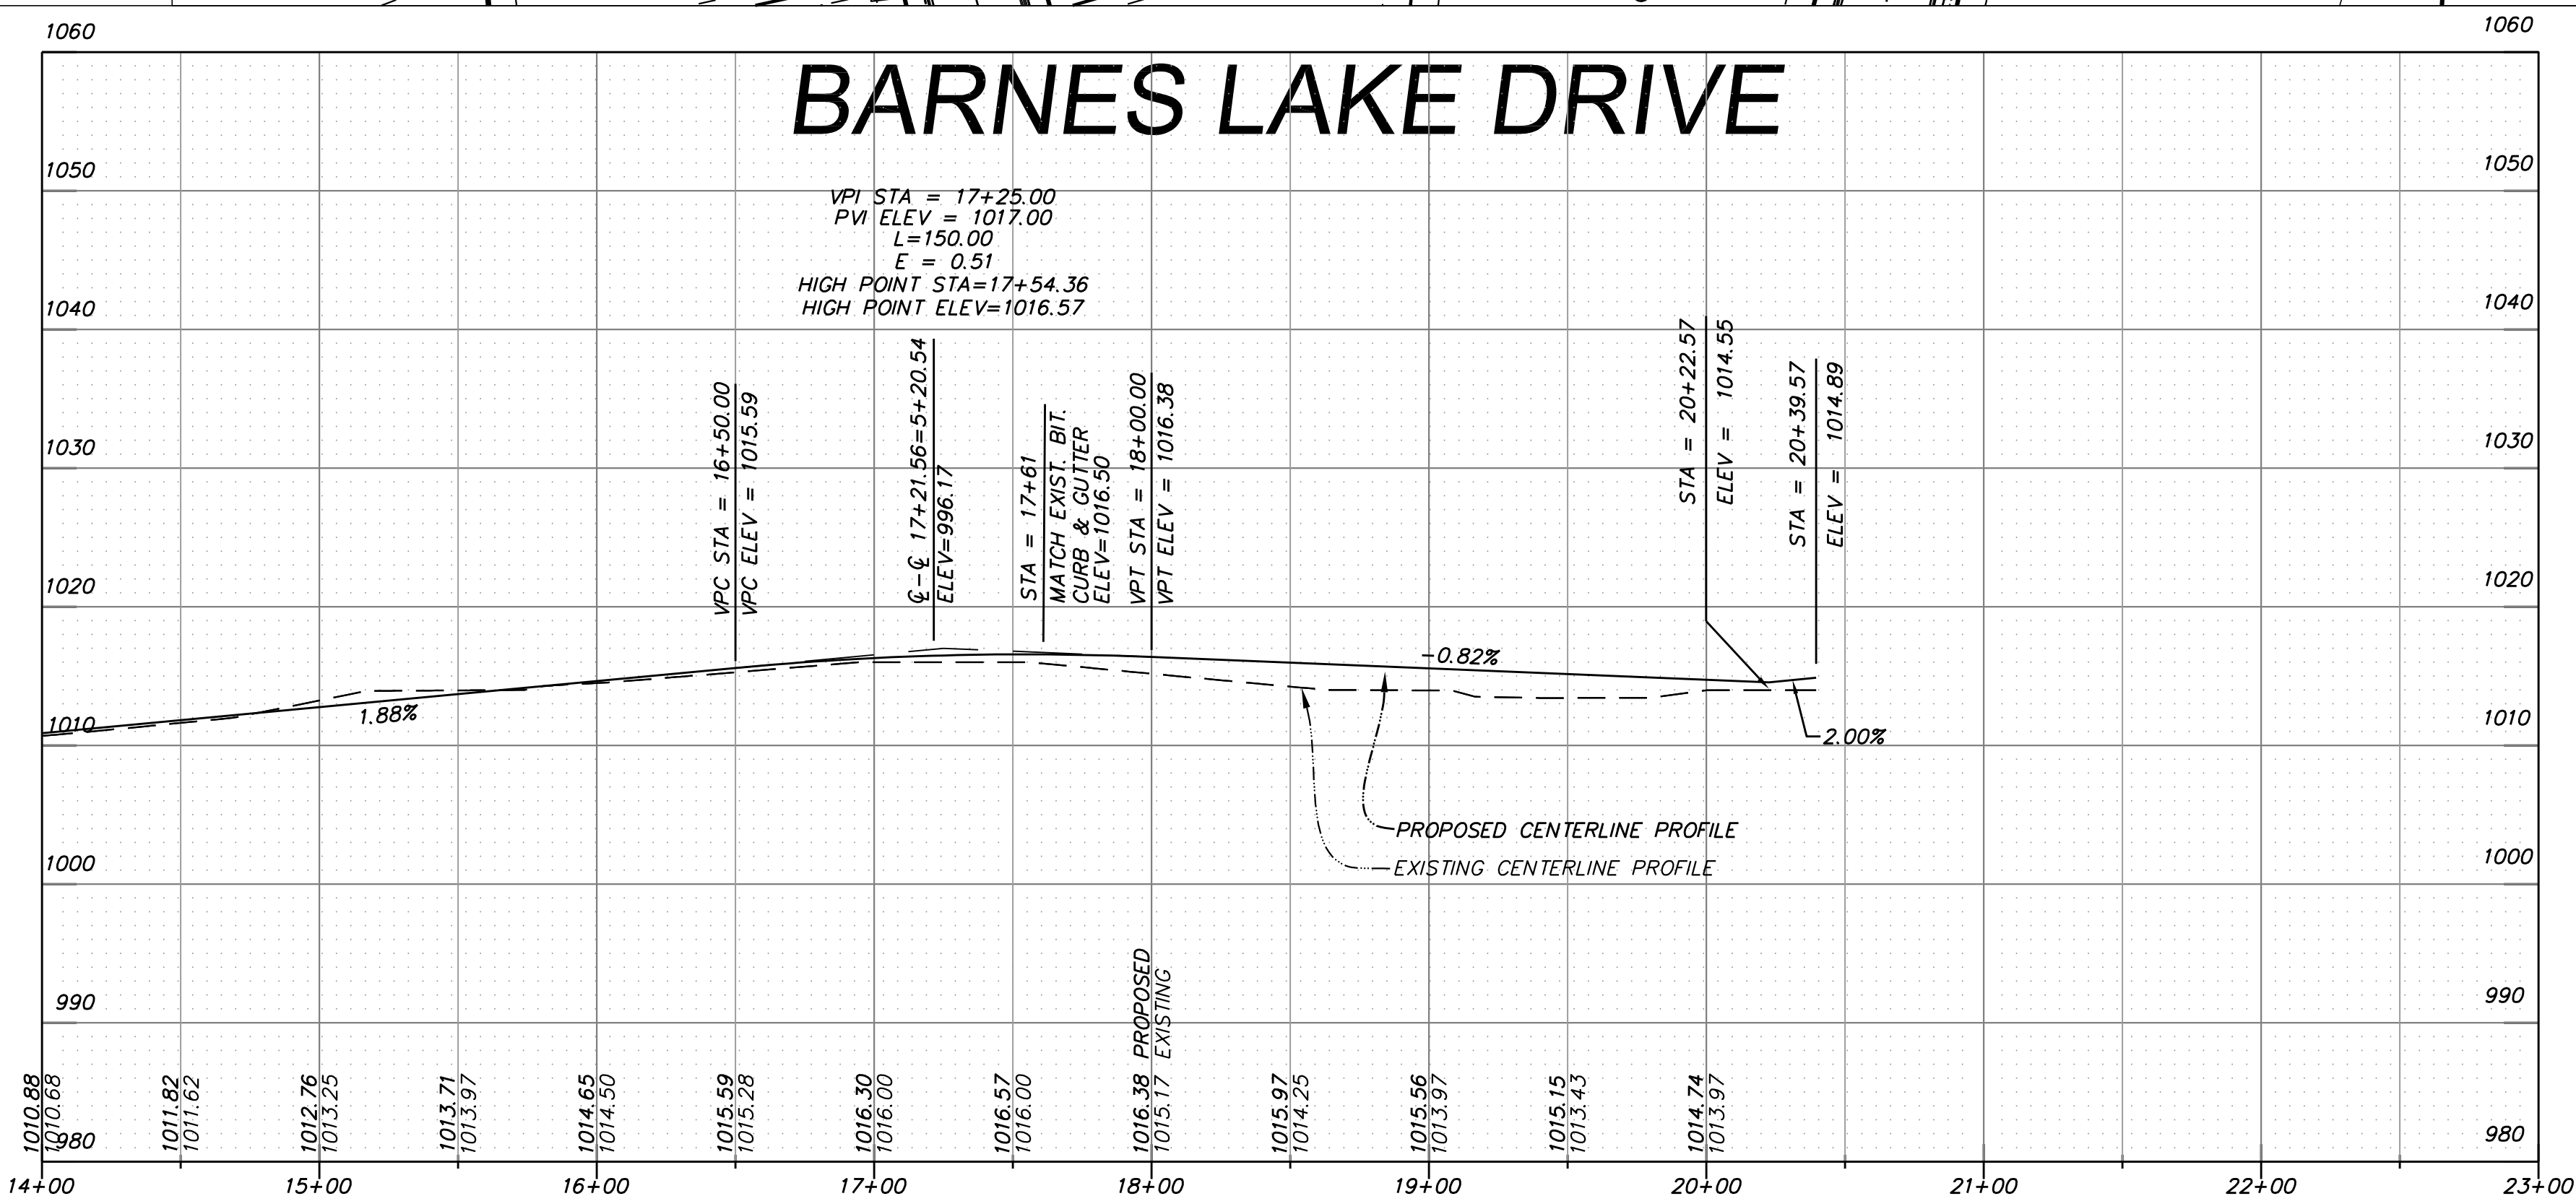 1060
1060
BARNES LAKE DRIVE
1050
1050
VPI STA = 17+25.00
PVI ELEV = 1017.00
L=150.00
E = 0.51
HIGH POINT STA=17+54.36
HIGH POINT ELEV=1016.57
1040
1040
VPC STA = 16+50.00
VPC ELEV = 1015.59
℄-℄ 17+21.56=5+20.54
ELEV=996.17
STA = 17+61
MATCH EXIST. BIT.
CURB & GUTTER
ELEV=1016.50
VPT STA = 18+00.00
VPT ELEV = 1016.38
STA = 20+22.57
ELEV = 1014.55
STA = 20+39.57
ELEV = 1014.89
1030
1030
1020
1020
-0.82%
1.88%
1010
1010
2.00%
PROPOSED CENTERLINE PROFILE
EXISTING CENTERLINE PROFILE
1000
1000
990
990
PROPOSED
EXISTING
1010.88
1010.68
1011.82
1011.62
1012.76
1013.25
1013.71
1013.97
1014.65
1014.50
1015.59
1015.28
1016.30
1016.00
1016.57
1016.00
1016.38
1015.17
1015.97
1014.25
1015.56
1013.97
1015.15
1013.43
1014.74
1013.97
980
980
14+00 15+00 16+00 17+00 18+00 19+00 20+00 21+00 22+00 23+00